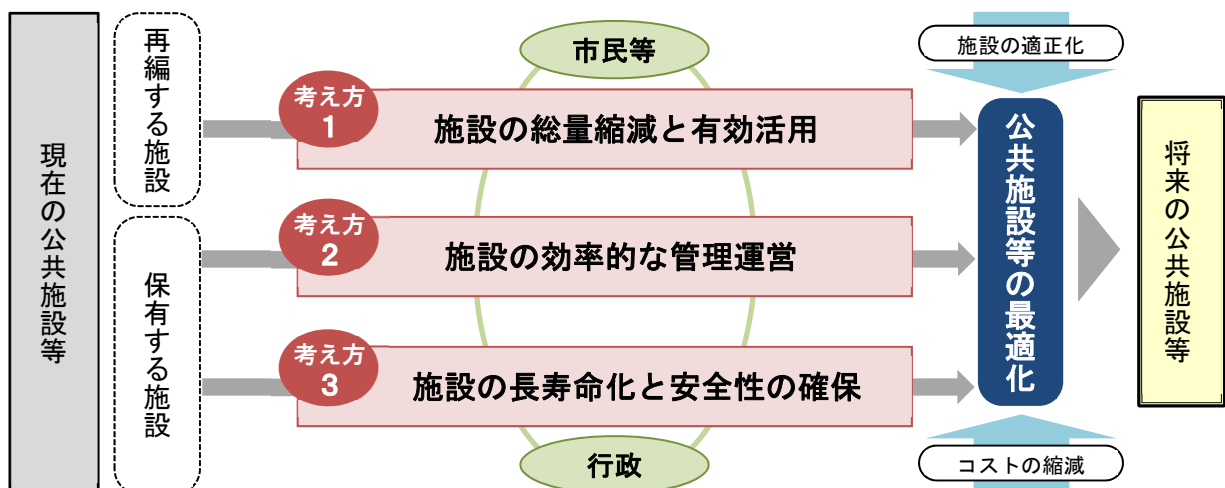 現在の公共施設等
再編する施設
保有する施設
市民等
考え方
1
施設の総量縮減と有効活用
考え方
2
施設の効率的な管理運営
考え方
3
施設の長寿命化と安全性の確保
行政
施設の適正化
公共施設等の最適化
コストの縮減
将来の公共施設等